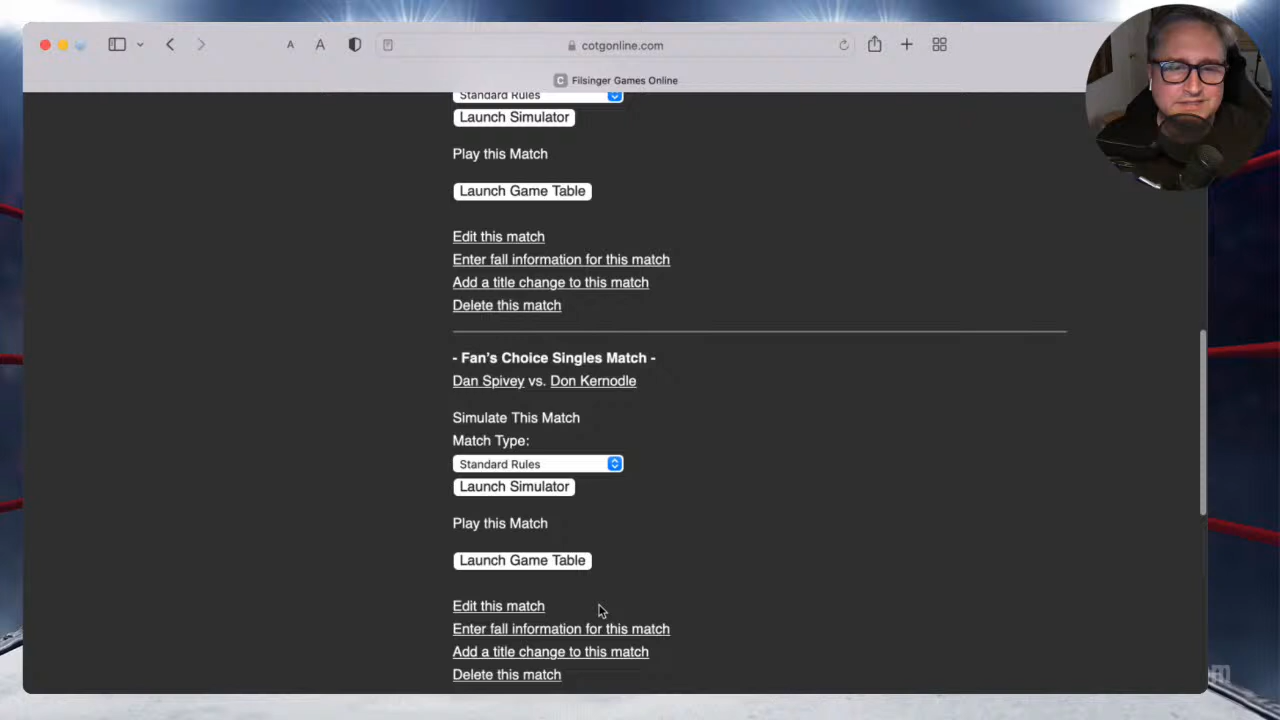 A A cotgonline.com
C Filsinger Games Online
Standard Rules
Launch Simulator
Play this Match
Launch Game Table
Edit this match
Enter fall information for this match
Add a title change to this match
Delete this match
- Fan's Choice Singles Match -
Dan Spivey vs. Don Kernodle
Simulate This Match
Match Type:
Standard Rules
Launch Simulator
Play this Match
Launch Game Table
Edit this match
Enter fall information for this match
Add a title change to this match
Delete this match